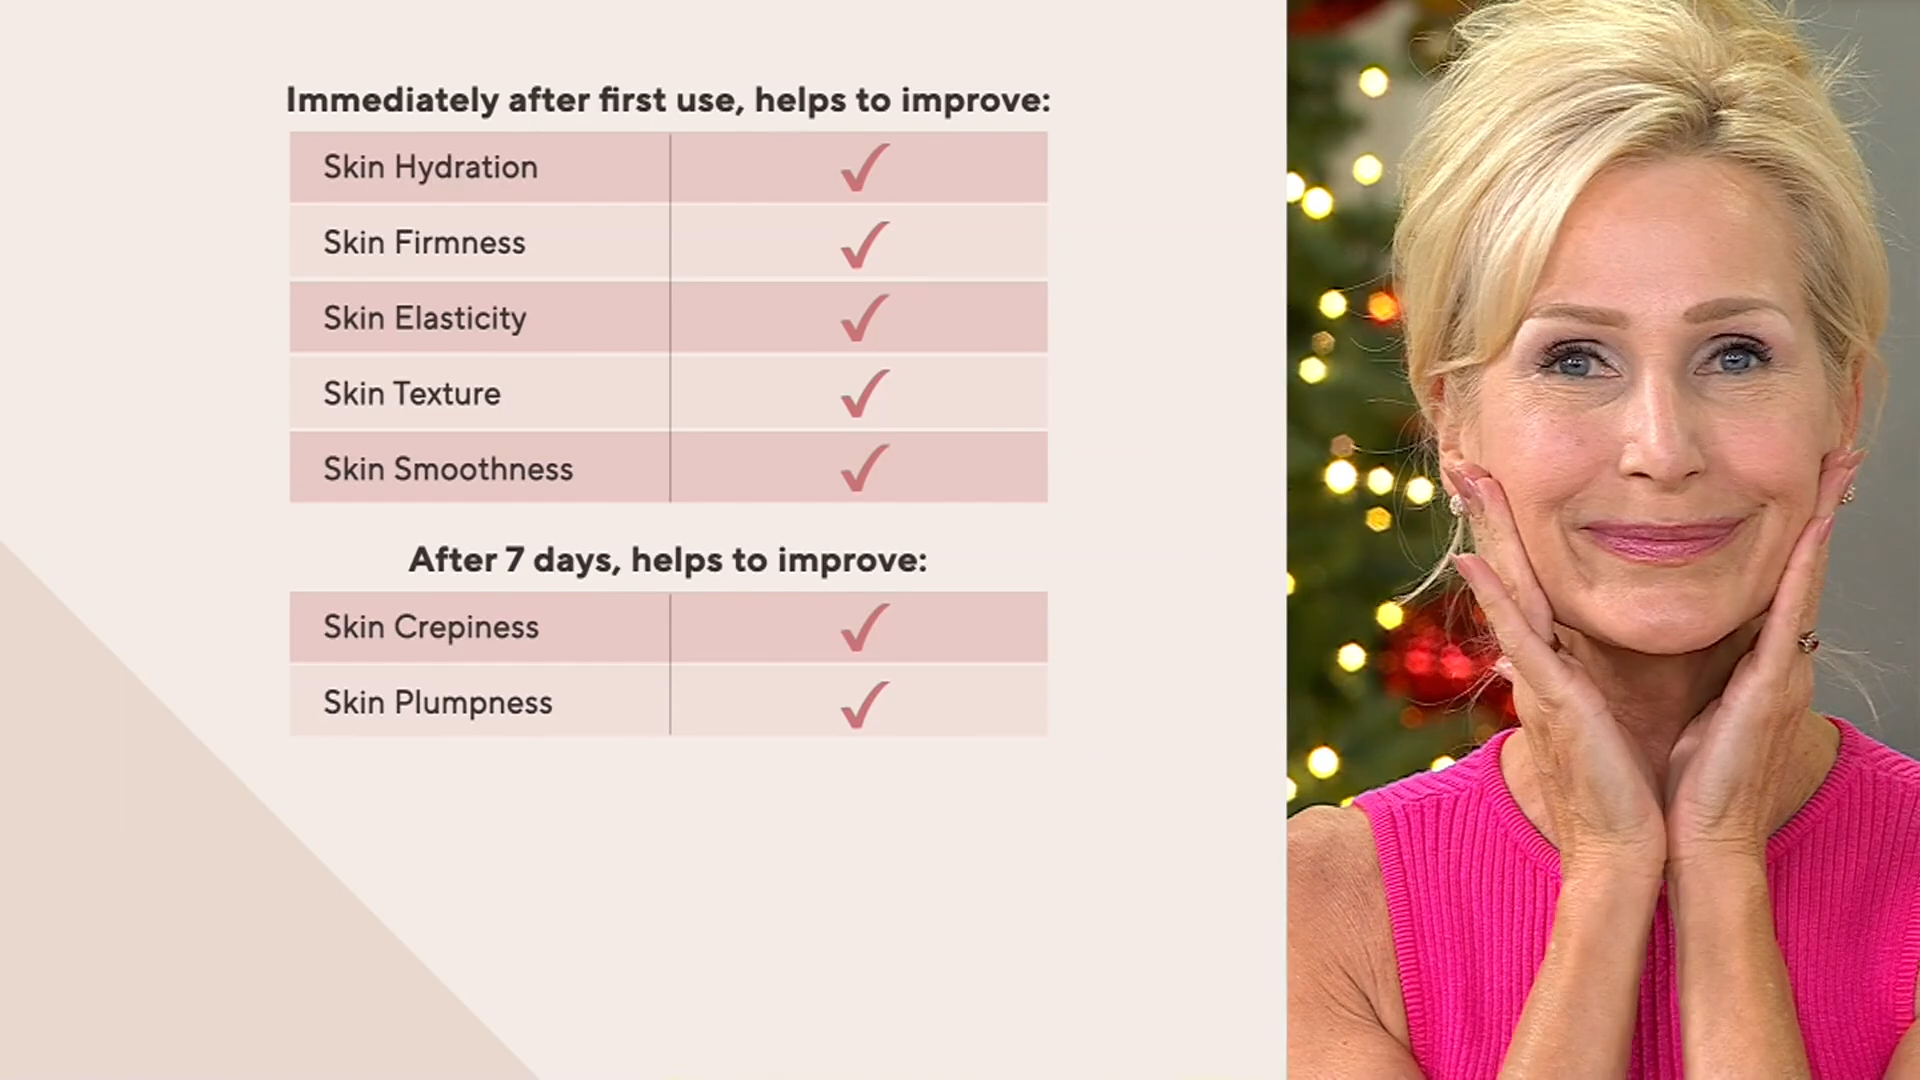 Immediately after first use, helps to improve:
Skin Hydration ✓
Skin Firmness ✓
Skin Elasticity ✓
Skin Texture ✓
Skin Smoothness ✓
After 7 days, helps to improve:
Skin Crepiness ✓
Skin Plumpness ✓